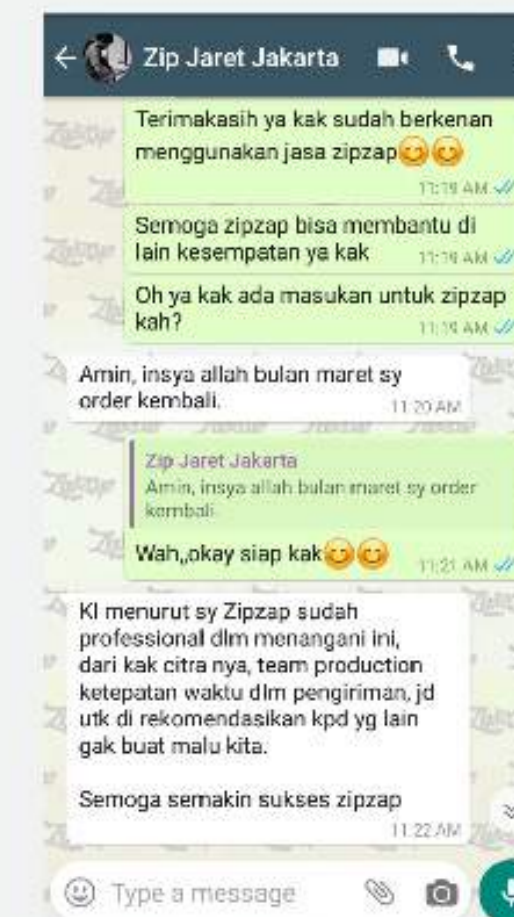 Zip Jaret Jakarta
Terimakasih ya kak sudah berkenan
menggunakan jasa zipzap😊😊
11:19 AM
Semoga zipzap bisa membantu di
lain kesempatan ya kak
11:19 AM
Oh ya kak ada masukan untuk zipzap
kah?
11:19 AM
Amin, insya allah bulan maret sy
order kembali.
11:20 AM
Zip Jaret Jakarta
Amin, insya allah bulan maret sy order
kembali.
Wah,,okay siap kak😊😊
11:21 AM
Kl menurut sy Zipzap sudah
professional dlm menangani ini,
dari kak citra nya, team production
ketepatan waktu dlm pengiriman, jd
utk di rekomendasikan kpd yg lain
gak buat malu kita.
Semoga semakin sukses zipzap
11:22 AM
Type a message